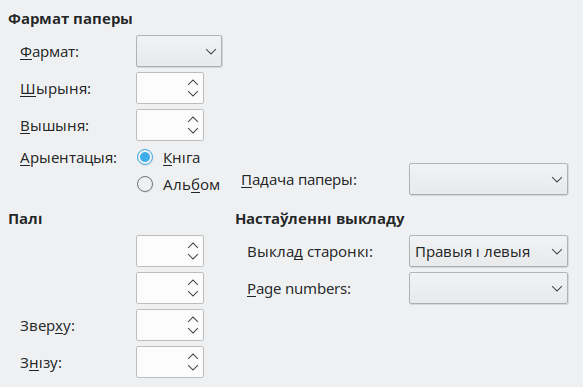 Фармат паперы
Фармат:
Шырыня:
Вышыня:
Арыентацыя:
Кніга
Альбом
Падача паперы:
Палі
Настаўленні выкладу
Выклад старонкі:
Правыя і левыя
Page numbers:
Зверху:
Знізу: